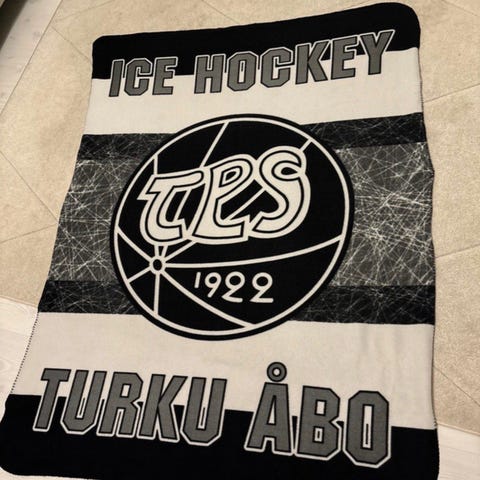 ICE HOCKEY
TPS
1922
TURKU ÅBO